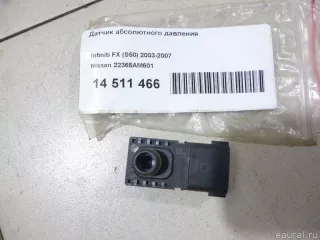 Датчик абсолютного давления
Infiniti FX (S50) 2003-2007
Nissan 22365AM601
14 511 466
© eaural.ru